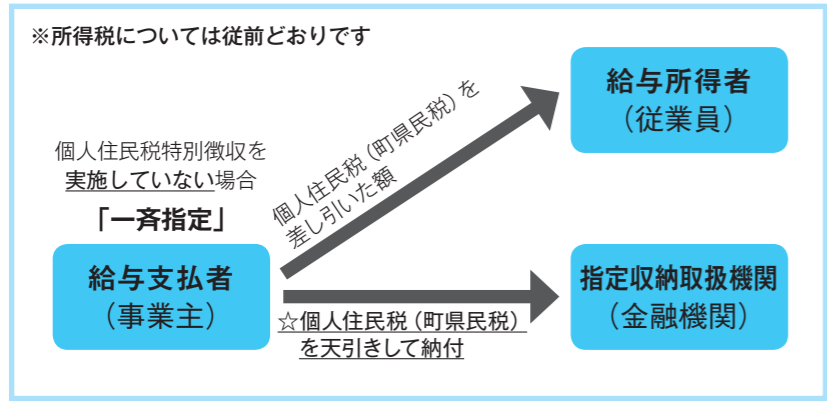 ※所得税については従前どおりです
給与所得者
（従業員）
個人住民税（町県民税）を
差し引いた額
個人住民税特別徴収を
実施していない場合
「一斉指定」
給与支払者
（事業主）
☆個人住民税（町県民税）
を天引きして納付
指定収納取扱機関
（金融機関）